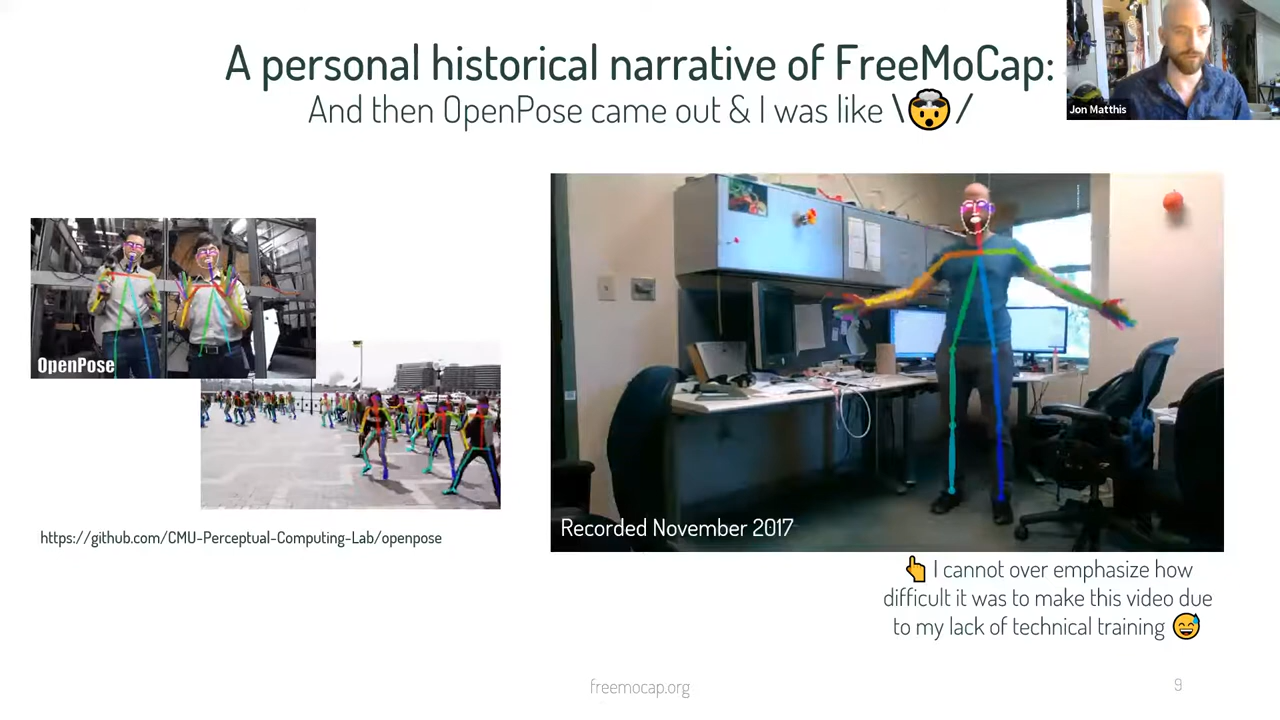 A personal historical narrative of FreeMoCap:
And then OpenPose came out & I was like \🤯/
Jon Matthis
OpenPose
https://github.com/CMU-Perceptual-Computing-Lab/openpose
Recorded November 2017
👆 I cannot over emphasize how
difficult it was to make this video due
to my lack of technical training 😅
freemocap.org
9